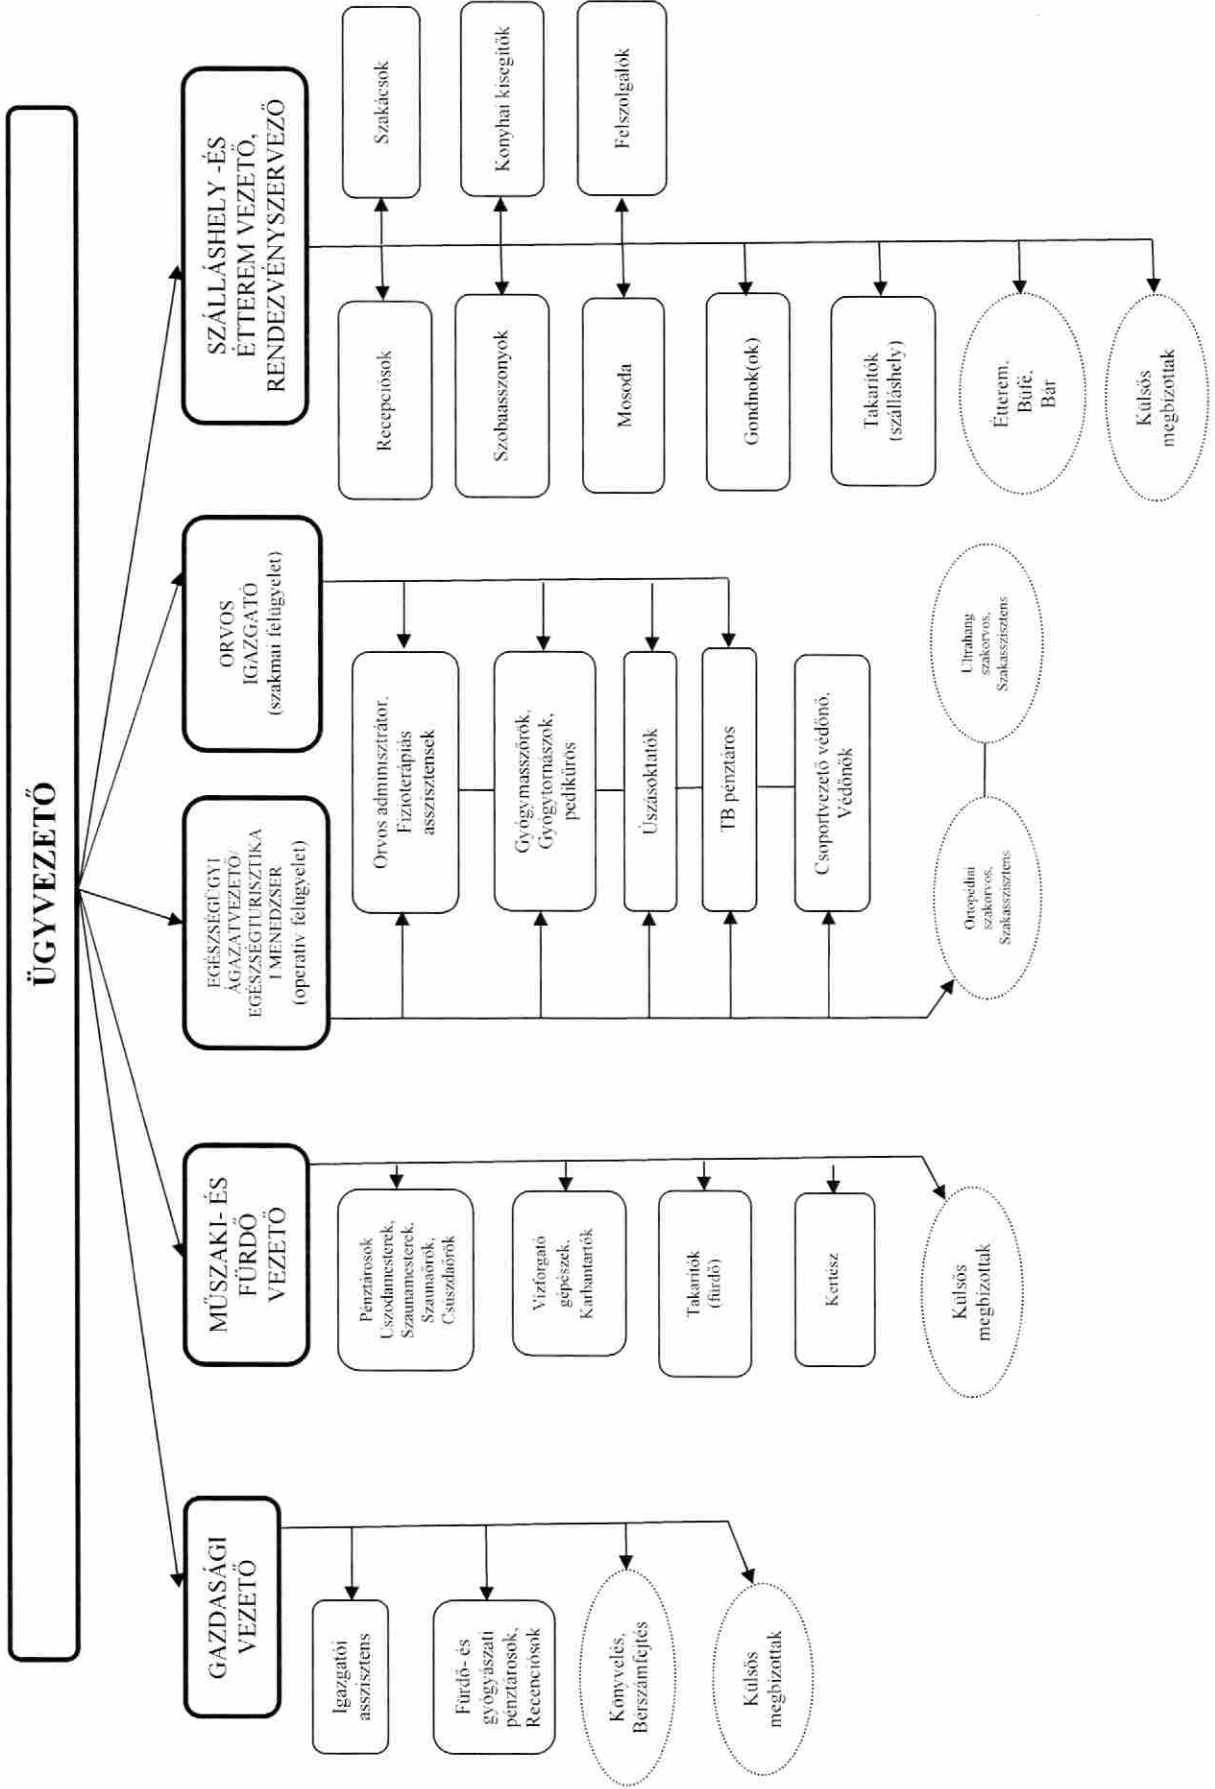 ÜGYVEZETŐ
GAZDASÁGI
VEZETŐ
Igazgatói
asszisztens
Fürdő- és
gyógyászati
pénztárosok,
Recenciósok
Könyvelés,
Bérszámfejtés
Külsős
megbízottak
MŰSZAKI- ÉS
FÜRDŐ
VEZETŐ
Pénztárosok
Uszodamesterek,
Szaunamesterek.
Szaunaőrök,
Csúszdaőrök
Vízforgató
gépészek,
Karbantartók
Takarítók
(fürdő)
Kertész
Külsős
megbízottak
EGÉSZSÉGÜGYI
ÁGAZATVEZETŐ/
EGÉSZSÉGTURISZTIKA
I MENEDZSER
(operatív felügyelet)
ORVOS
IGAZGATÓ
(szakmai felügyelet)
Orvos adminisztrátor.
Fizioterápiás
asszisztensek
Gyógymasszőrök,
Gyógytornászok,
pedikűrös
Úszásoktatók
TB pénztáros
Csoportvezető védőnő,
Védőnők
Ortopédiai
szakorvos,
Szakasszisztens
Ultrahang
szakorvos,
Szakasszisztens
SZÁLLÁSHELY -ÉS
ÉTTEREM VEZETŐ,
RENDEZVÉNYSZERVEZŐ
Recepciósok
Szakácsok
Szobaasszonyok
Konyhai kisegítők
Mosoda
Felszolgálók
Gondnok(ok)
Takarítók
(szálláshely)
Étterem,
Büfé,
Bár
Külsős
megbízottak